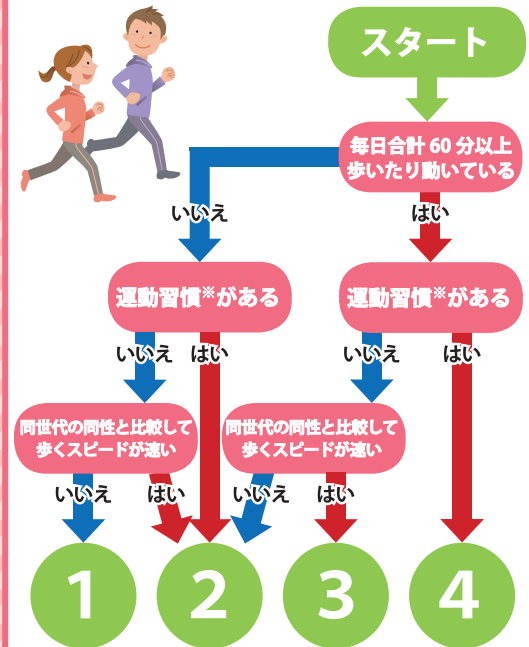 スタート
毎日合計 60 分以上
歩いたり動いている
いいえ
はい
運動習慣※がある
運動習慣※がある
いいえ
はい
いいえ
はい
同世代の同性と比較して
歩くスピードが速い
同世代の同性と比較して
歩くスピードが速い
いいえ
はい
いいえ
はい
1
2
3
4